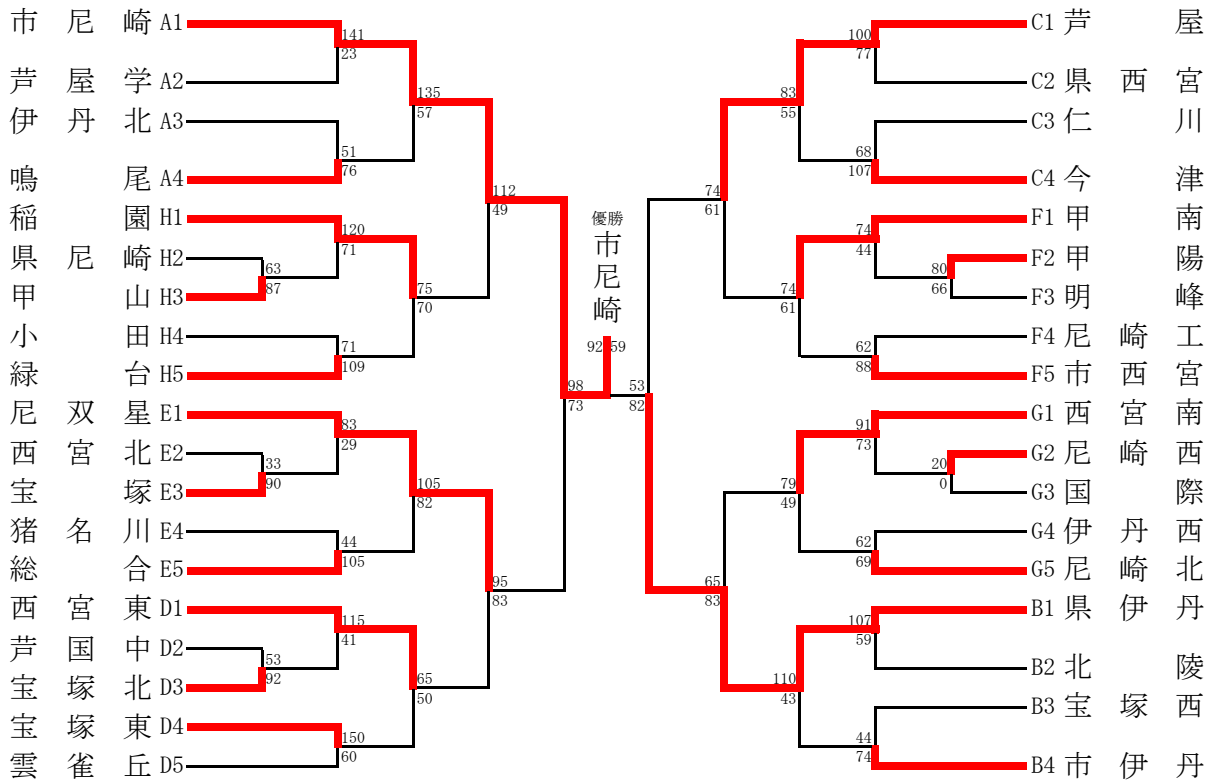 市尼崎 A1
芦屋学 A2
伊丹北 A3
鳴尾 A4
稲園 H1
県尼崎 H2
甲山 H3
小田 H4
緑台 H5
尼双星 E1
西宮北 E2
宝塚 E3
猪名川 E4
総合 E5
西宮東 D1
芦国中 D2
宝塚北 D3
宝塚東 D4
雲雀丘 D5
141
23
51
76
120
71
63
87
71
109
83
29
33
90
44
105
115
41
53
92
150
60
135
57
75
70
105
82
65
50
112
49
95
83
98
73
優勝
市尼崎
92 59
53
82
74
61
65
83
83
55
74
61
79
49
110
43
100
77
68
107
74
44
80
66
62
88
91
73
20
0
62
69
107
59
44
74
C1 芦屋
C2 県西宮
C3 仁川
C4 今津
F1 甲南
F2 甲陽
F3 明峰
F4 尼崎工
F5 市西宮
G1 西宮南
G2 尼崎西
G3 国際
G4 伊丹西
G5 尼崎北
B1 県伊丹
B2 北陵
B3 宝塚西
B4 市伊丹